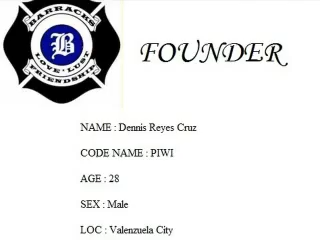 BARRACKS
B
LOVE · LUST
FRIENDSHIP
FOUNDER
NAME : Dennis Reyes Cruz
CODE NAME : PIWI
AGE : 28
SEX : Male
LOC : Valenzuela City